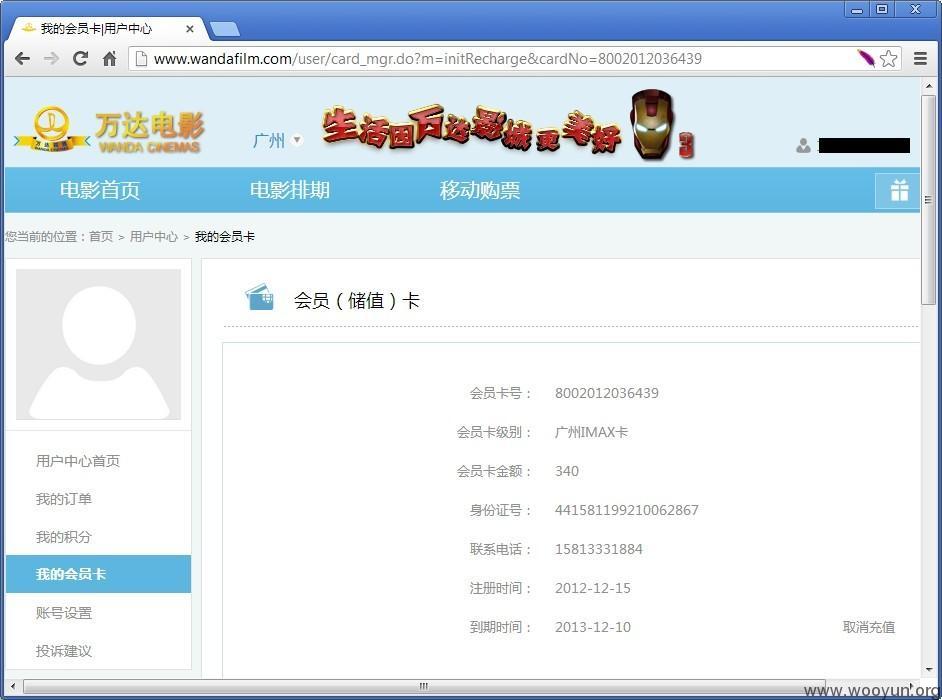 我的会员卡|用户中心
www.wandafilm.com/user/card_mgr.do?m=initRecharge&cardNo=8002012036439
万达电影
WANDA CINEMAS
广州
生活因万达影城更美好
3
电影首页 电影排期 移动购票
您当前的位置：首页 > 用户中心 > 我的会员卡
会员（储值）卡
会员卡号： 8002012036439
会员卡级别： 广州IMAX卡
会员卡金额： 340
身份证号： 441581199210062867
联系电话： 15813331884
注册时间： 2012-12-15
到期时间： 2013-12-10 取消充值
用户中心首页
我的订单
我的积分
我的会员卡
账号设置
投诉建议
www.wooyun.org